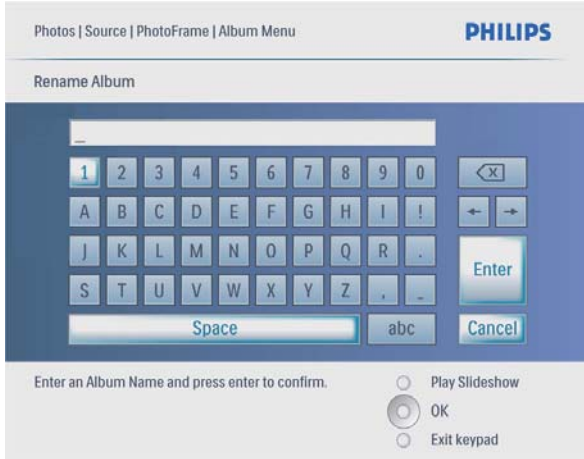 Photos | Source | PhotoFrame | Album Menu PHILIPS
Rename Album
_
1 2 3 4 5 6 7 8 9 0
A B C D E F G H I !
J K L M N O P Q R .
Enter
S T U V W X Y Z , _
Space abc Cancel
Enter an Album Name and press enter to confirm. Play Slideshow
OK
Exit keypad